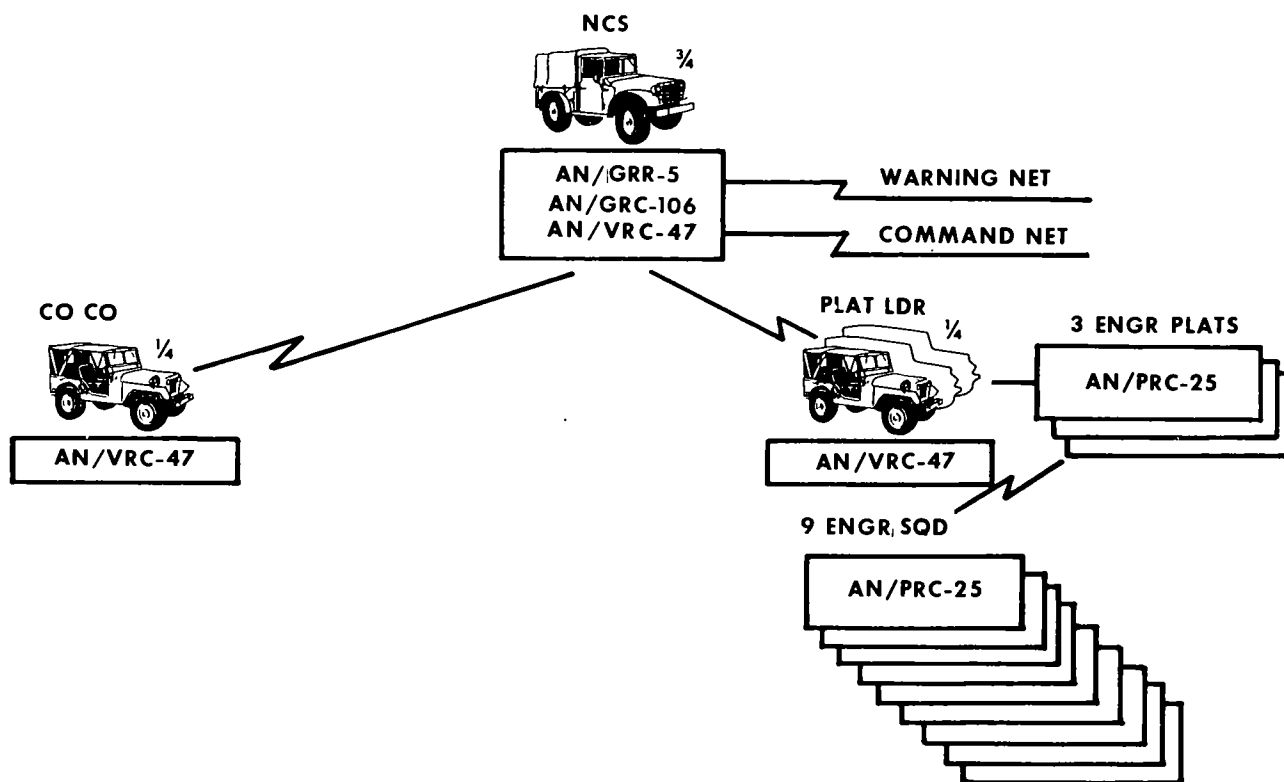 NCS
3/4
AN/GRR-5
AN/GRC-106
AN/VRC-47
WARNING NET
COMMAND NET
CO CO
1/4
AN/VRC-47
PLAT LDR
1/4
AN/VRC-47
3 ENGR PLATS
AN/PRC-25
9 ENGR SQD
AN/PRC-25